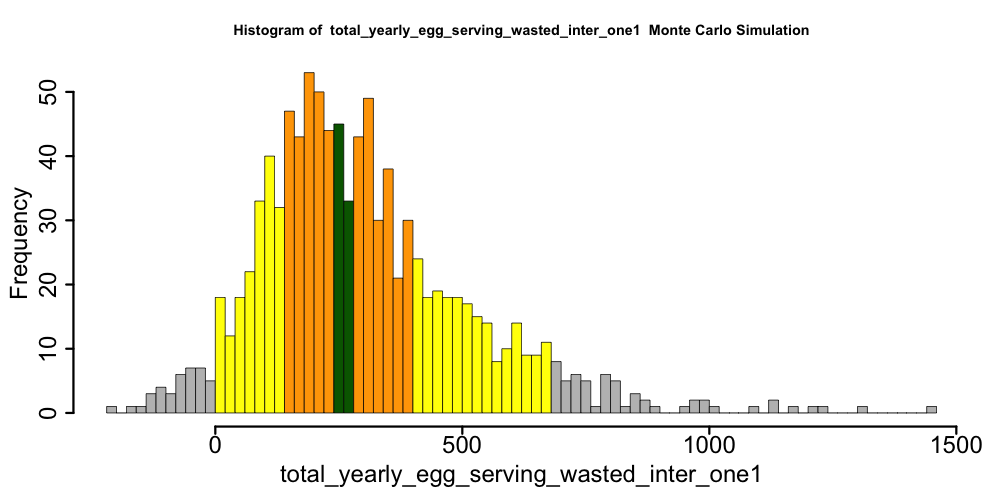 Histogram of  total_yearly_egg_serving_wasted_inter_one1  Monte Carlo Simulation
Frequency
50
40
30
20
10
0
0 500 1000 1500
total_yearly_egg_serving_wasted_inter_one1